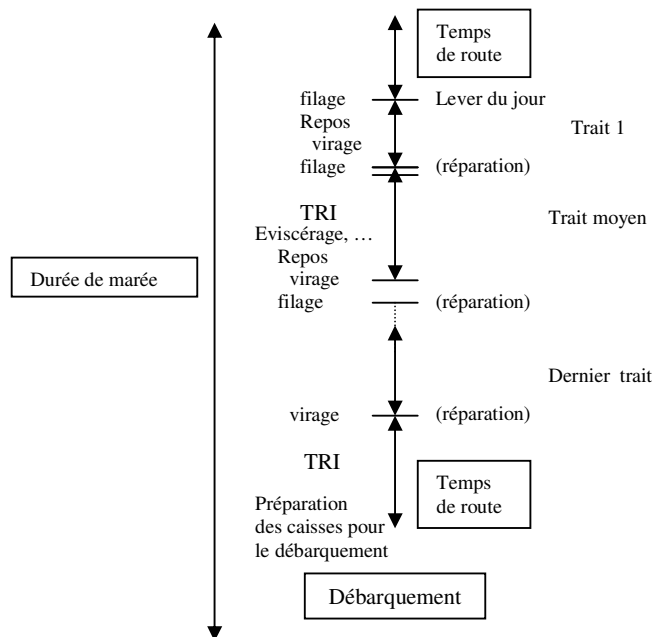 Temps
de route
filage
Lever du jour
Repos
Trait 1
virage
filage
(réparation)
TRI
Trait moyen
Eviscérage, …
Repos
Durée de marée
virage
filage
(réparation)
Dernier trait
virage
(réparation)
TRI
Temps
de route
Préparation
des caisses pour
le débarquement
Débarquement